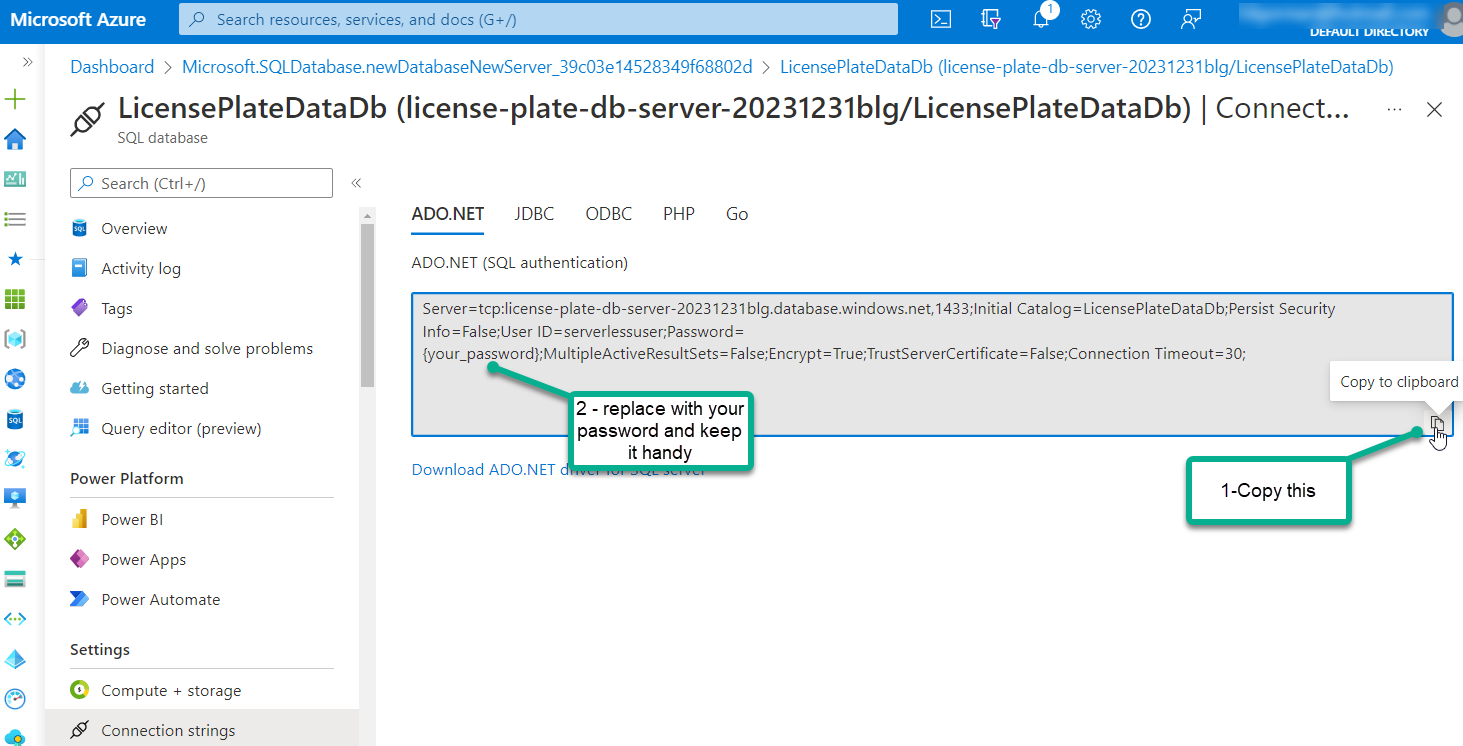 Microsoft Azure
Search resources, services, and docs (G+/)
1
DEFAULT DIRECTORY
Dashboard > Microsoft.SQLDatabase.newDatabaseNewServer_39c03e14528349f68802d > LicensePlateDataDb (license-plate-db-server-20231231blg/LicensePlateDataDb)
LicensePlateDataDb (license-plate-db-server-20231231blg/LicensePlateDataDb) | Connect...
SQL database
Search (Ctrl+/)
Overview
Activity log
Tags
Diagnose and solve problems
Getting started
Query editor (preview)
Power Platform
Power BI
Power Apps
Power Automate
Settings
Compute + storage
Connection strings
ADO.NET JDBC ODBC PHP Go
ADO.NET (SQL authentication)
Server=tcp:license-plate-db-server-20231231blg.database.windows.net,1433;Initial Catalog=LicensePlateDataDb;Persist Security
Info=False;User ID=serverlessuser;Password=
{your_password};MultipleActiveResultSets=False;Encrypt=True;TrustServerCertificate=False;Connection Timeout=30;
Copy to clipboard
2 - replace with your
password and keep
it handy
Download ADO.NET driver for SQL server
1-Copy this